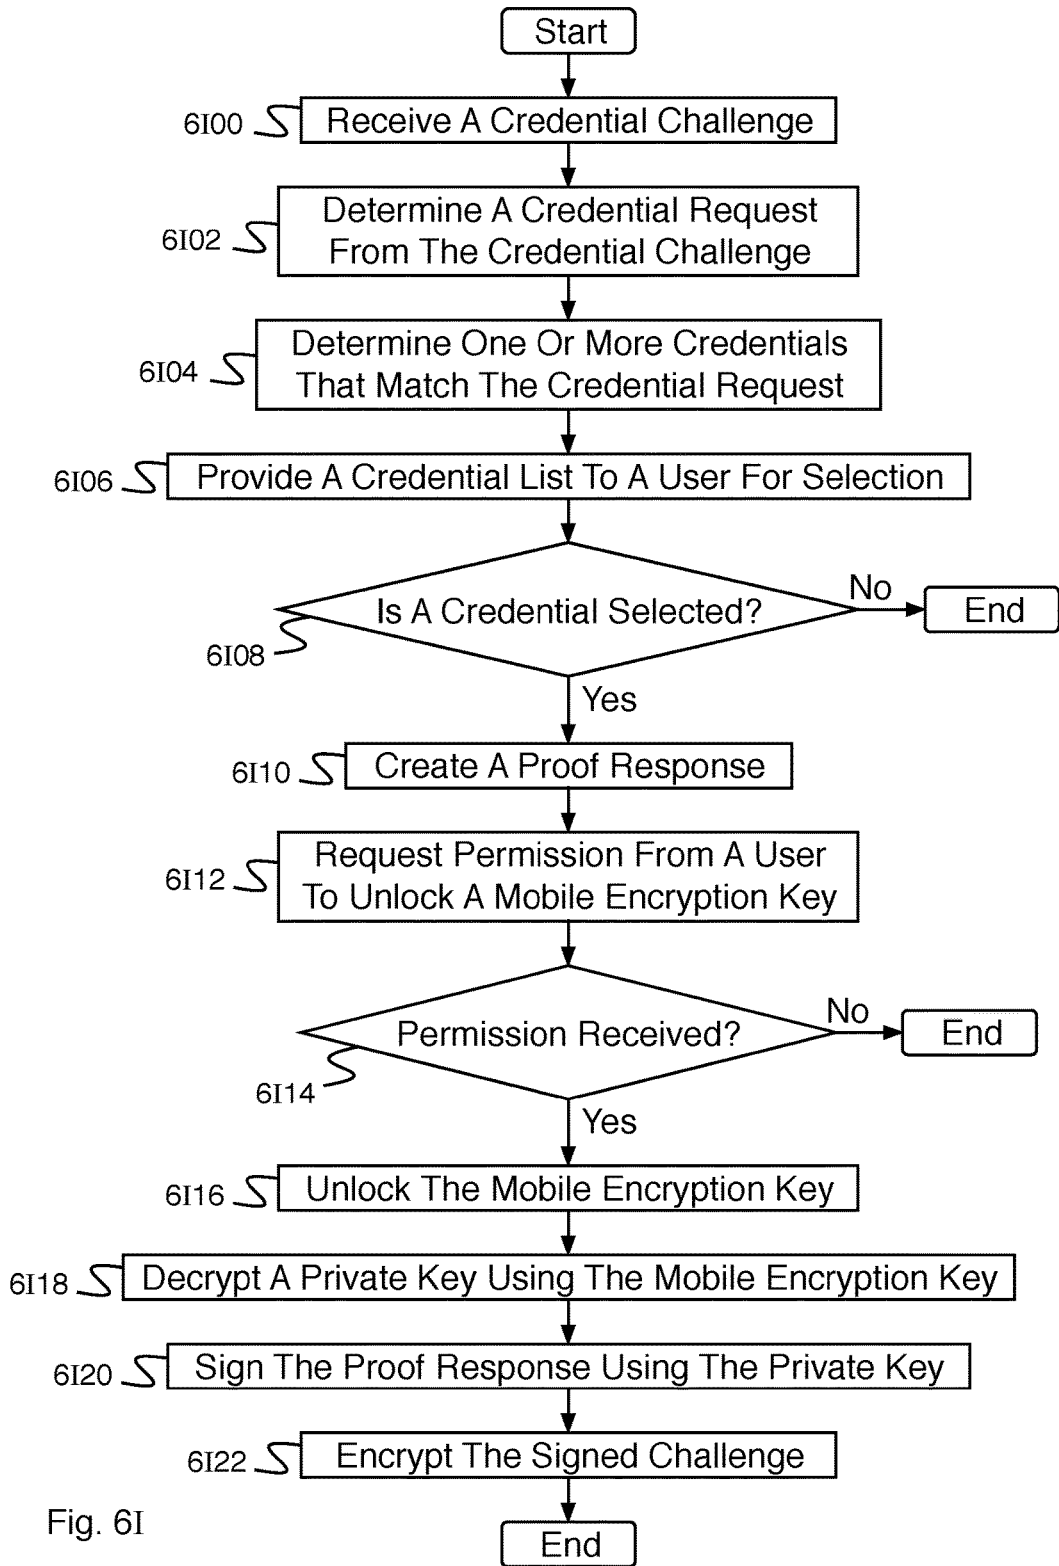 Start
6I00
Receive A Credential Challenge
6I02
Determine A Credential Request
From The Credential Challenge
6I04
Determine One Or More Credentials
That Match The Credential Request
6I06
Provide A Credential List To A User For Selection
Is A Credential Selected?
No
End
6I08
Yes
6I10
Create A Proof Response
6I12
Request Permission From A User
To Unlock A Mobile Encryption Key
Permission Received?
No
End
6I14
Yes
6I16
Unlock The Mobile Encryption Key
6I18
Decrypt A Private Key Using The Mobile Encryption Key
6I20
Sign The Proof Response Using The Private Key
6I22
Encrypt The Signed Challenge
Fig. 6I
End